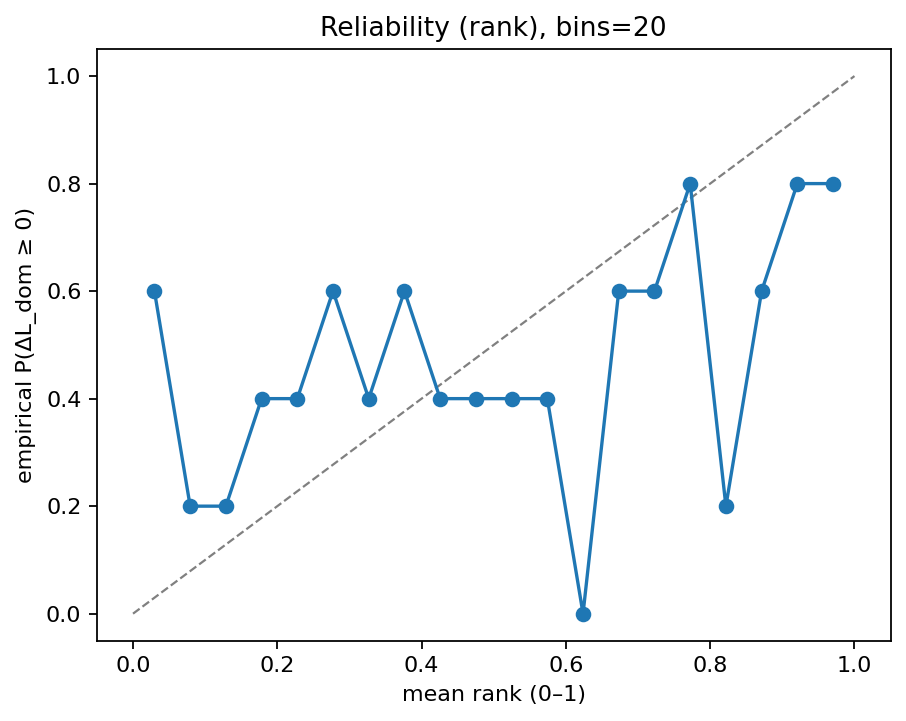 Reliability (rank), bins=20
empirical P(ΔL_dom ≥ 0)
1.0
0.8
0.6
0.4
0.2
0.0
0.0 0.2 0.4 0.6 0.8 1.0
mean rank (0–1)